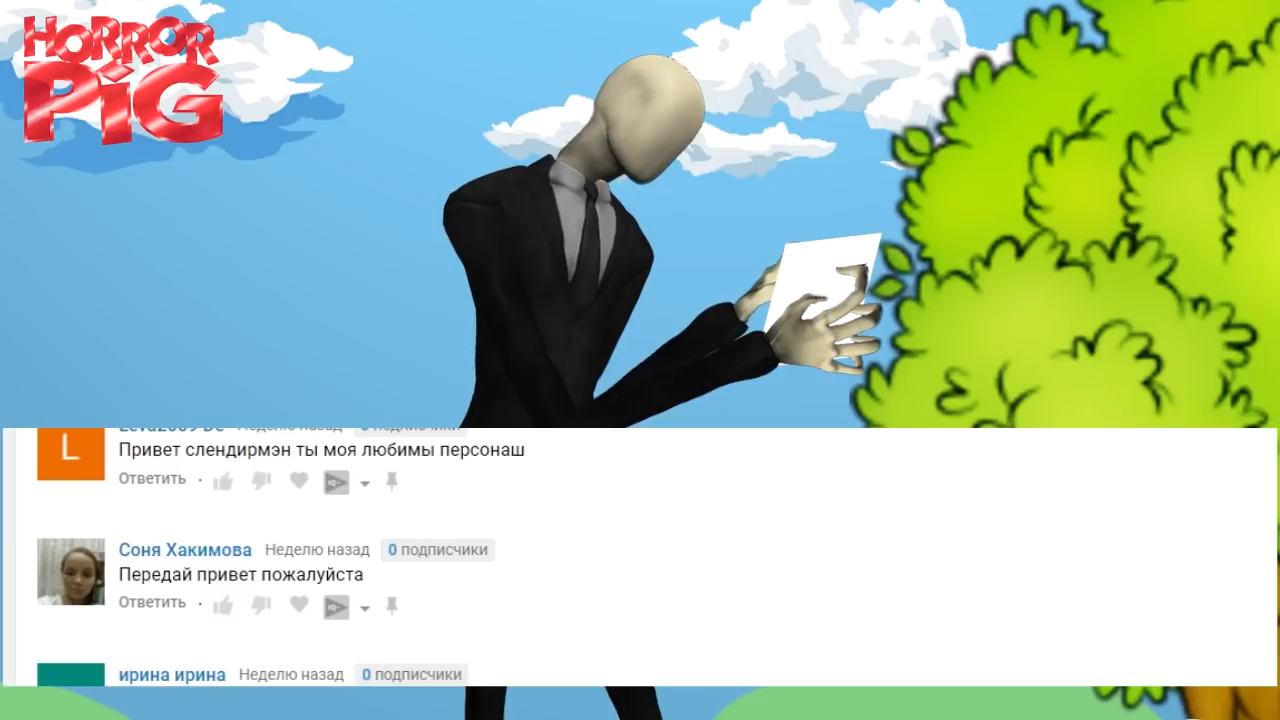 HORROR
PiG
Привет слендирмэн ты моя любимы персонаш
Ответить
Соня Хакимова Неделю назад 0 подписчики
Передай привет пожалуйста
Ответить
ирина ирина Неделю назад 0 подписчики